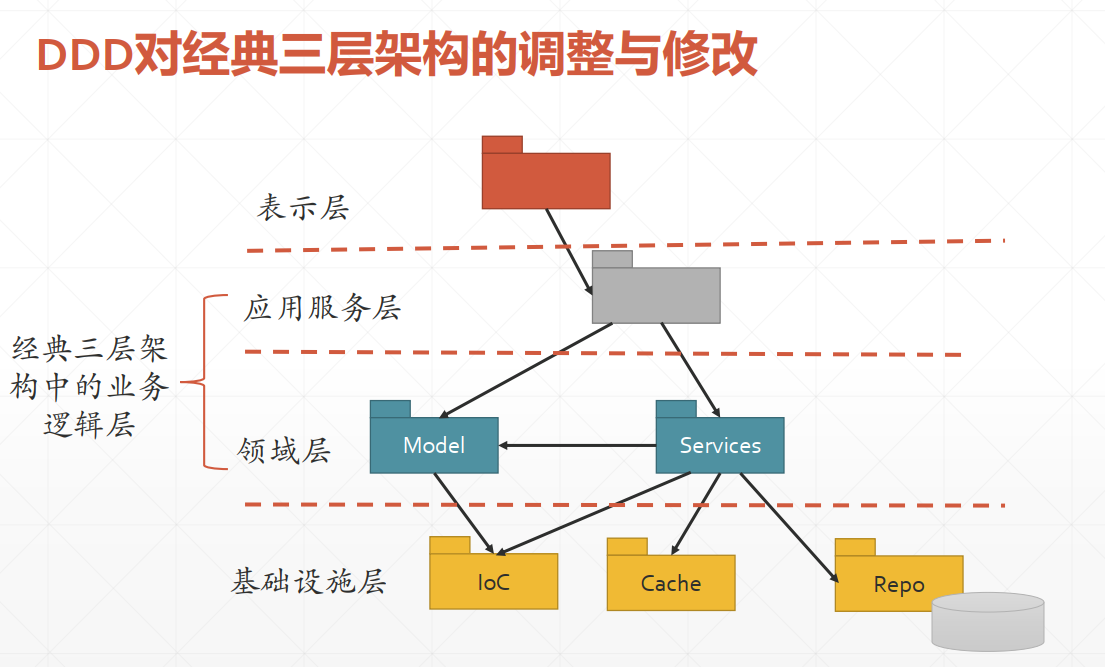 DDD对经典三层架构的调整与修改
表示层
应用服务层
经典三层架
构中的业务
逻辑层
领域层
Model
Services
基础设施层
IoC
Cache
Repo